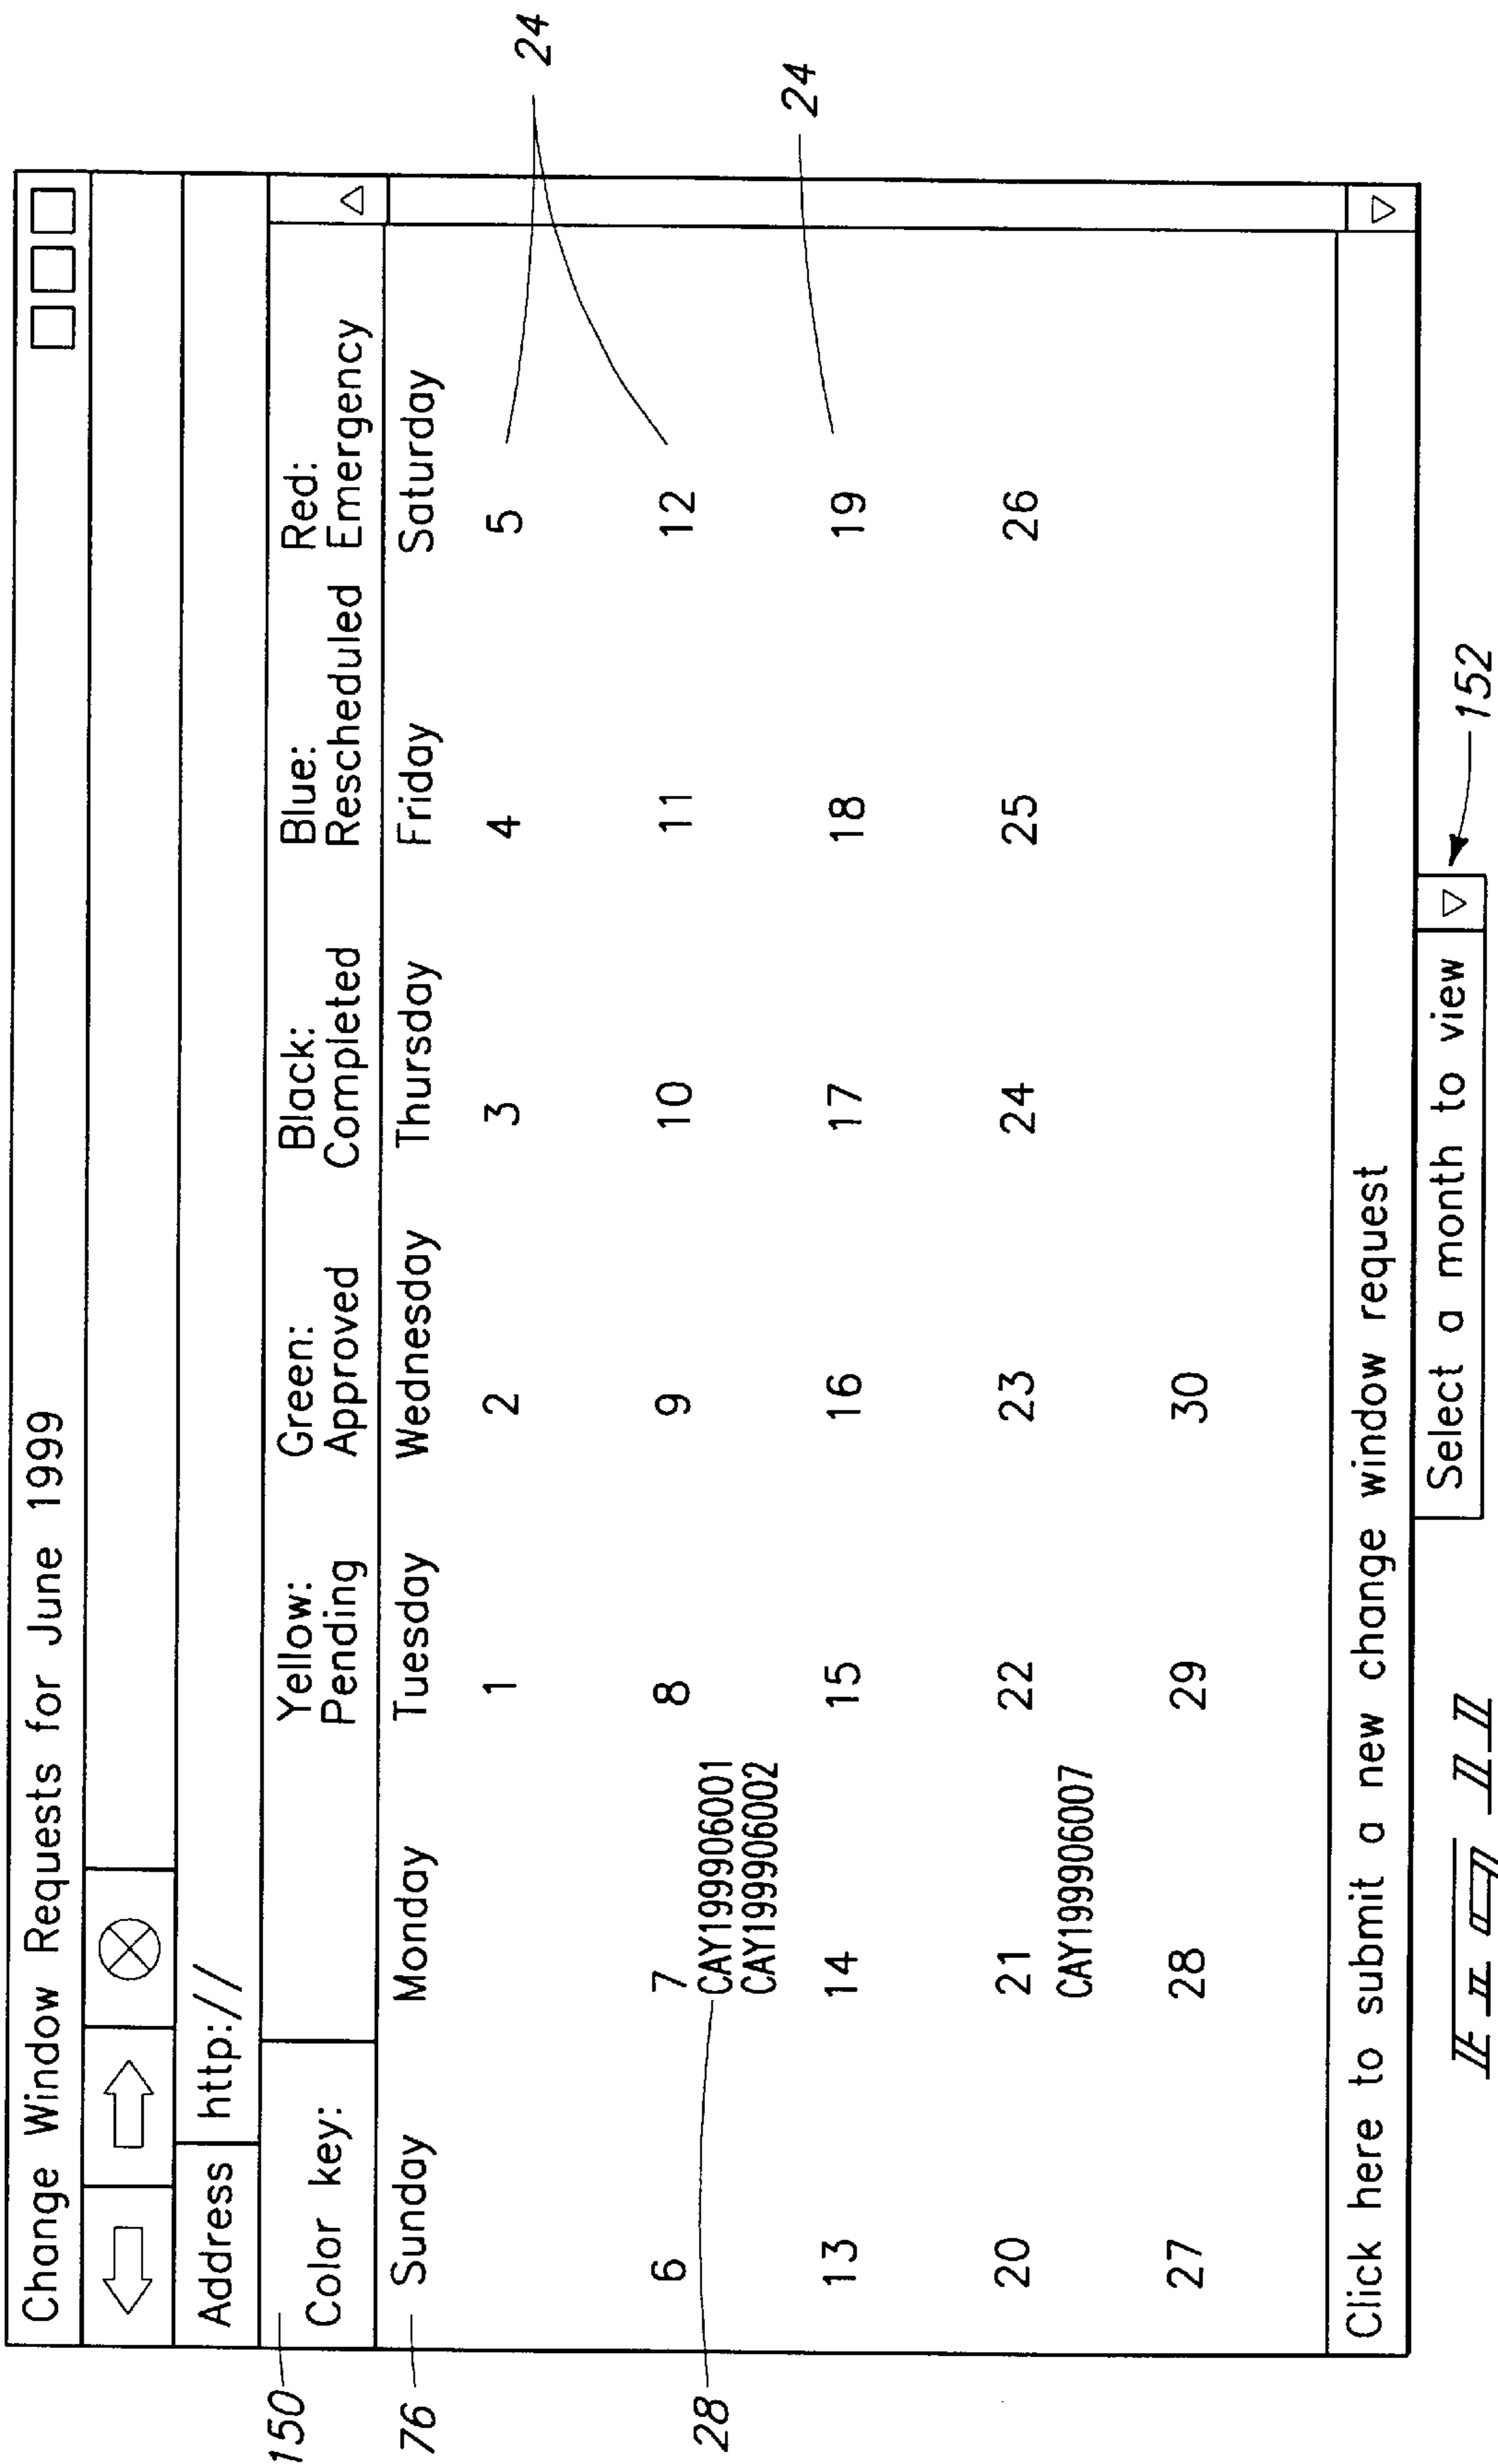 Change Window Requests for June 1999
Address http://
Color key: Yellow: Pending Green: Approved Black: Completed Blue: Rescheduled Red: Emergency
Sunday Monday Tuesday Wednesday Thursday Friday Saturday
1 2 3 4 5
6 7 8 9 10 11 12
CAY199906001
CAY199906002
13 14 15 16 17 18 19
20 21 22 23 24 25 26
CAY199906007
27 28 29 30
Click here to submit a new change window request
Select a month to view
150
76
28
24
24
152
FIG. 11